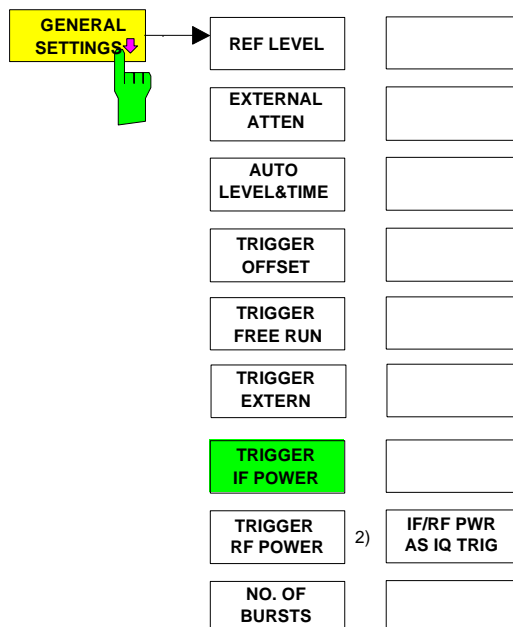 GENERAL
SETTINGS
REF LEVEL
EXTERNAL
ATTEN
AUTO
LEVEL&TIME
TRIGGER
OFFSET
TRIGGER
FREE RUN
TRIGGER
EXTERN
TRIGGER
IF POWER
TRIGGER
RF POWER
2)
IF/RF PWR
AS IQ TRIG
NO. OF
BURSTS